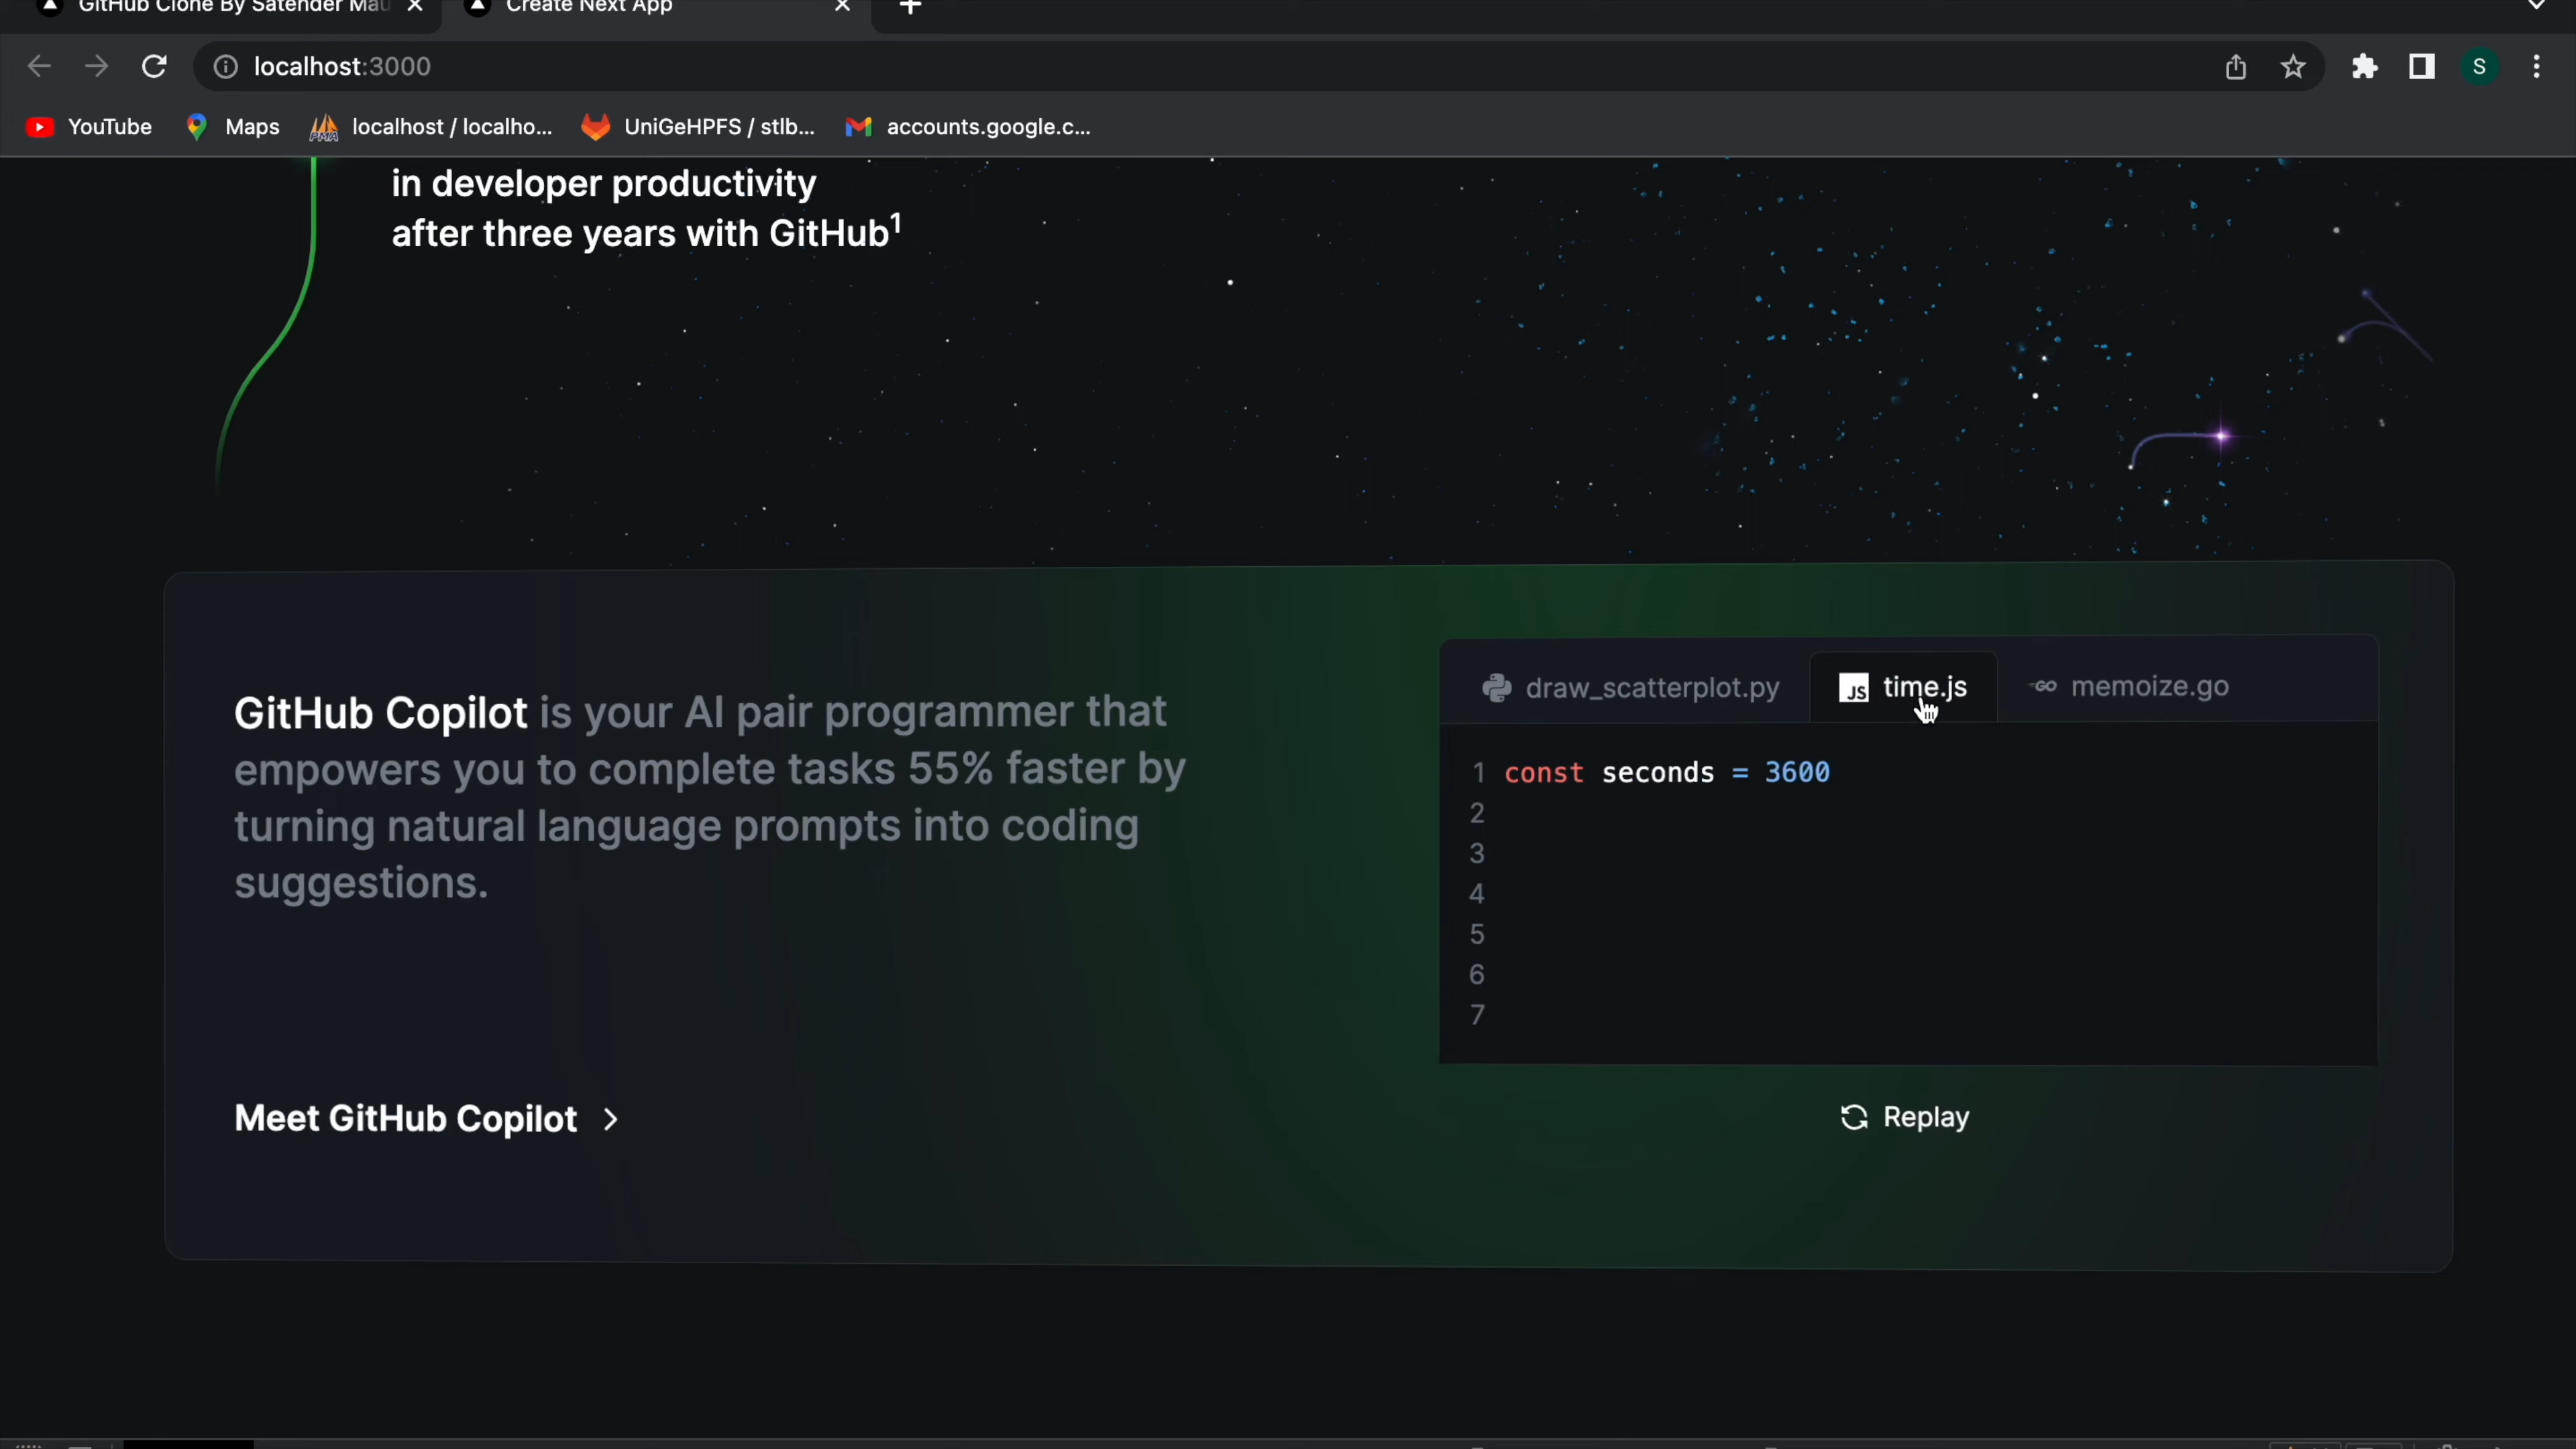 GitHub Clone By Satender Mau
Create Next App
localhost:3000
S
YouTube
Maps
localhost / localho...
UniGeHPFS / stlb...
accounts.google.c...
in developer productivity
after three years with GitHub1
GitHub Copilot is your AI pair programmer that
empowers you to complete tasks 55% faster by
turning natural language prompts into coding
suggestions.
Meet GitHub Copilot
draw_scatterplot.py
JS time.js
GO memoize.go
1 const seconds = 3600
2
3
4
5
6
7
Replay